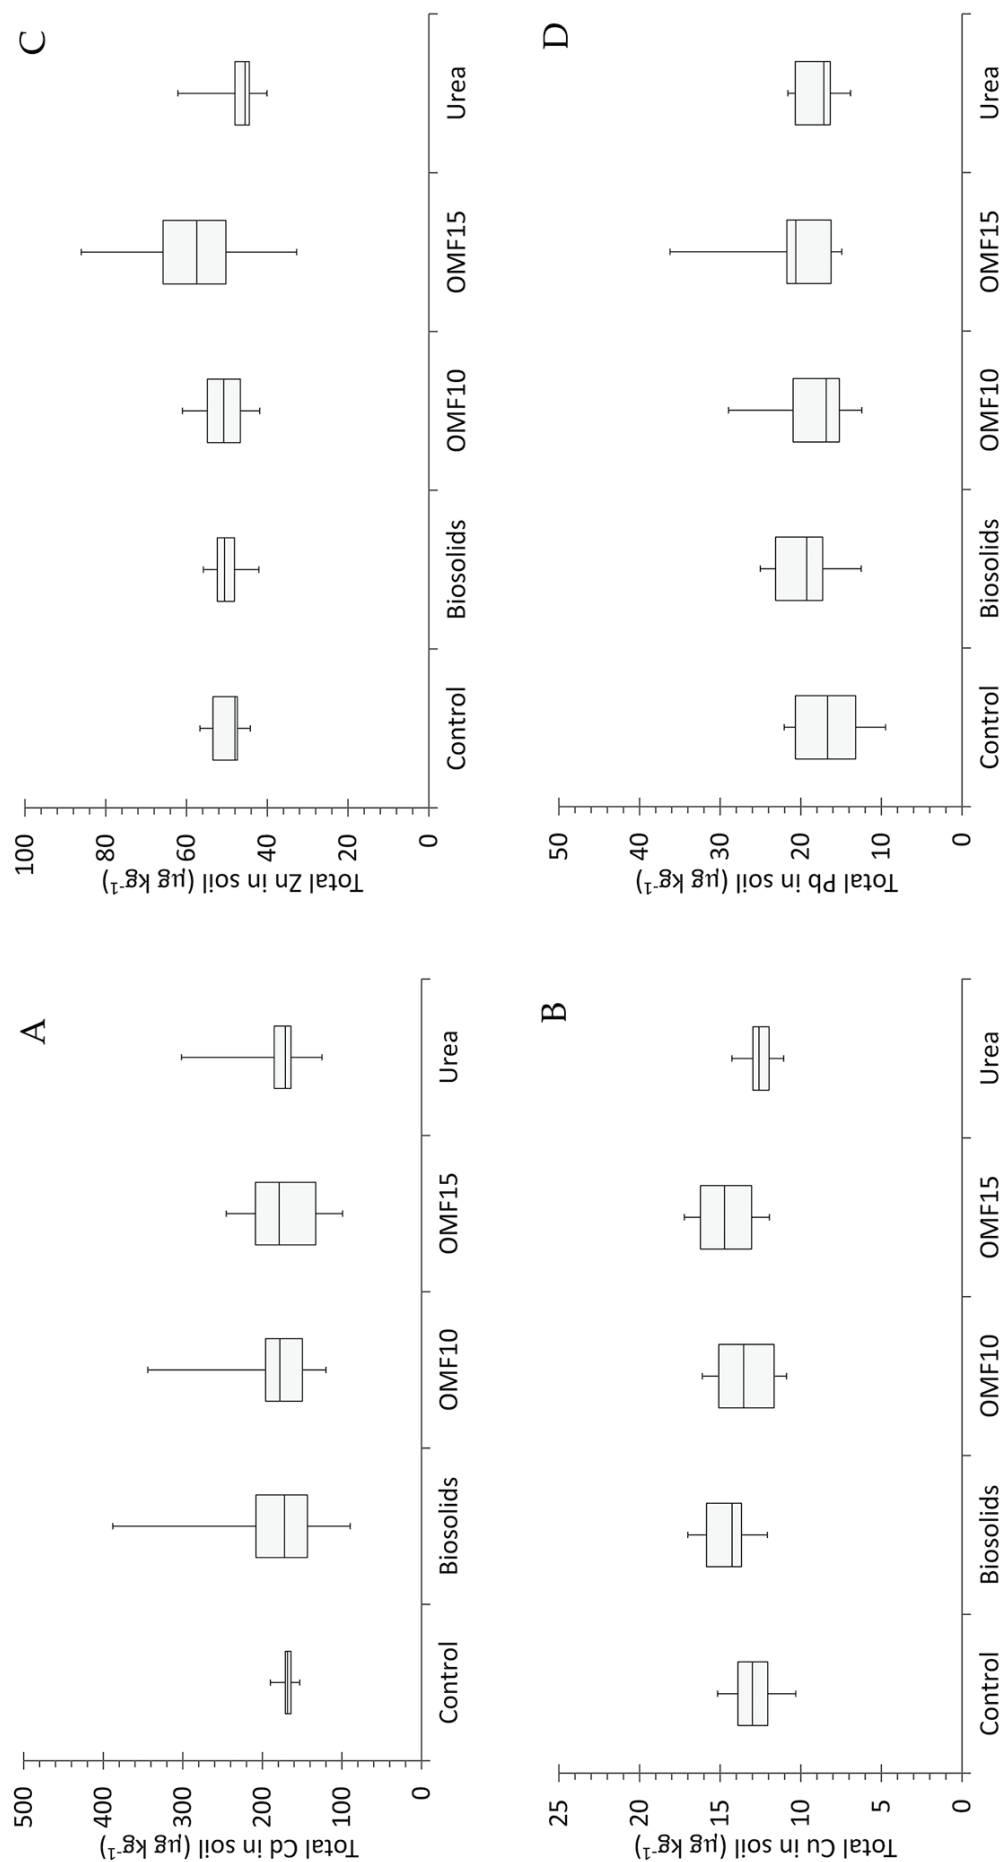 A
Total Cd in soil (µg kg⁻¹)
500
400
300
200
100
0
Control Biosolids OMF10 OMF15 Urea
C
Total Zn in soil (µg kg⁻¹)
100
80
60
40
20
0
Control Biosolids OMF10 OMF15 Urea
B
Total Cu in soil (µg kg⁻¹)
25
20
15
10
5
0
Control Biosolids OMF10 OMF15 Urea
D
Total Pb in soil (µg kg⁻¹)
50
40
30
20
10
0
Control Biosolids OMF10 OMF15 Urea